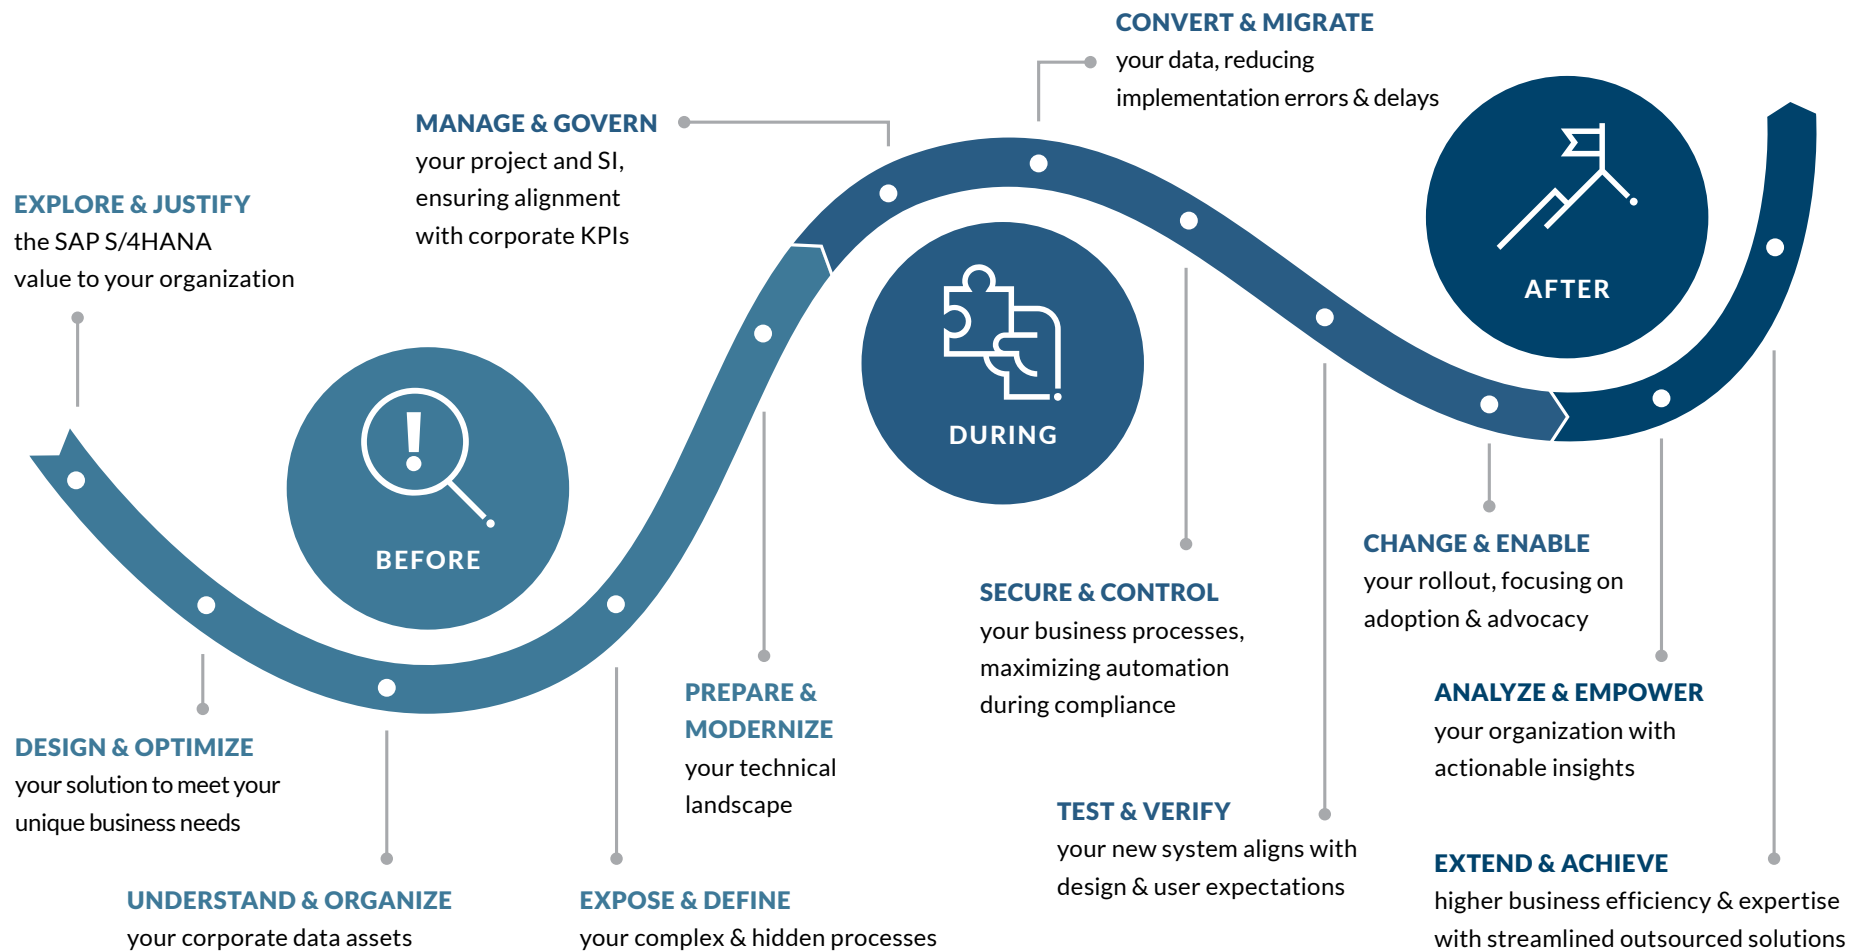 EXPLORE & JUSTIFY
the SAP S/4HANA
value to your organization
DESIGN & OPTIMIZE
your solution to meet your
unique business needs
UNDERSTAND & ORGANIZE
your corporate data assets
BEFORE
EXPOSE & DEFINE
your complex & hidden processes
PREPARE &
MODERNIZE
your technical
landscape
MANAGE & GOVERN
your project and SI,
ensuring alignment
with corporate KPIs
CONVERT & MIGRATE
your data, reducing
implementation errors & delays
DURING
SECURE & CONTROL
your business processes,
maximizing automation
during compliance
TEST & VERIFY
your new system aligns with
design & user expectations
CHANGE & ENABLE
your rollout, focusing on
adoption & advocacy
AFTER
ANALYZE & EMPOWER
your organization with
actionable insights
EXTEND & ACHIEVE
higher business efficiency & expertise
with streamlined outsourced solutions